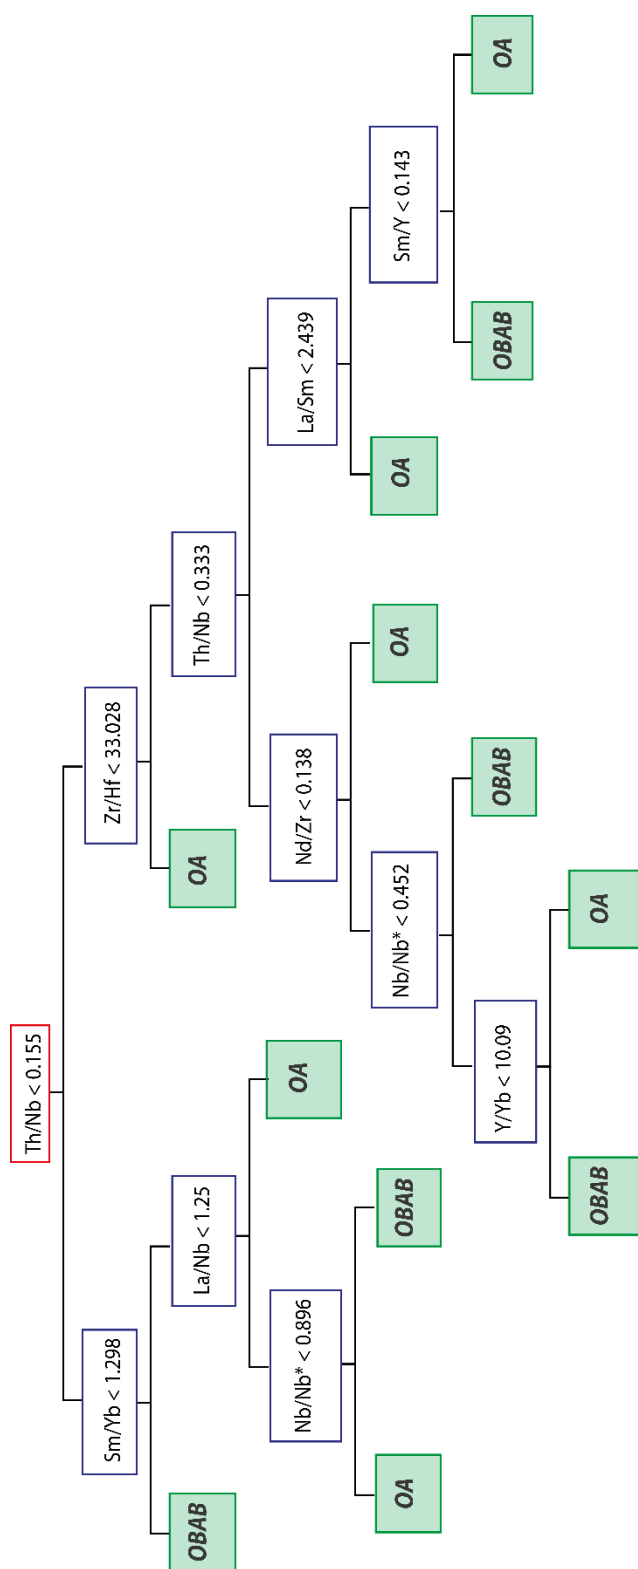 Th/Nb < 0.155
Sm/Yb < 1.298
Zr/Hf < 33.028
OBAB
La/Nb < 1.25
OA
Th/Nb < 0.333
Nb/Nb* < 0.896
OA
Nd/Zr < 0.138
La/Sm < 2.439
OA
OBAB
Nb/Nb* < 0.452
OA
OA
Sm/Y < 0.143
Y/Yb < 10.09
OBAB
OBAB
OA
OBAB
OA